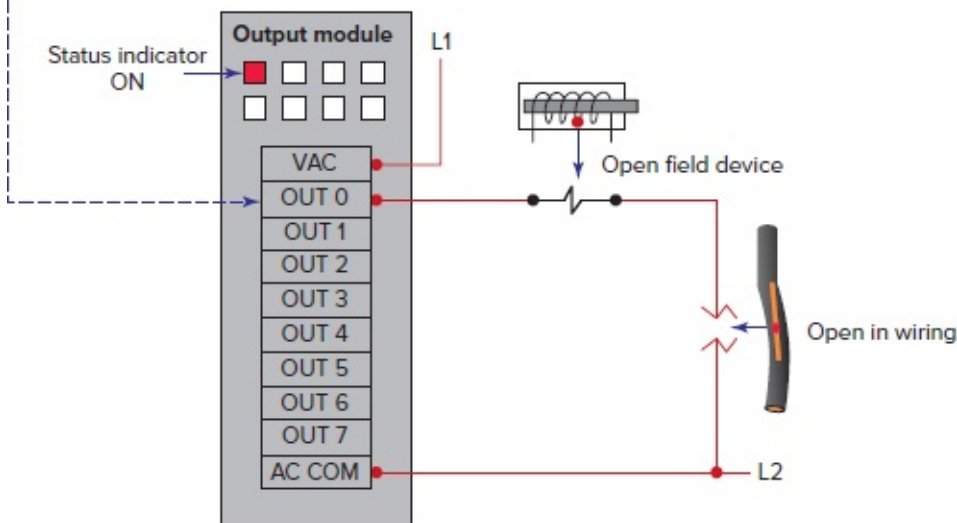 Output module
Status indicator
ON
L1
VAC
OUT 0
OUT 1
OUT 2
OUT 3
OUT 4
OUT 5
OUT 6
OUT 7
AC COM
Open field device
Open in wiring
L2